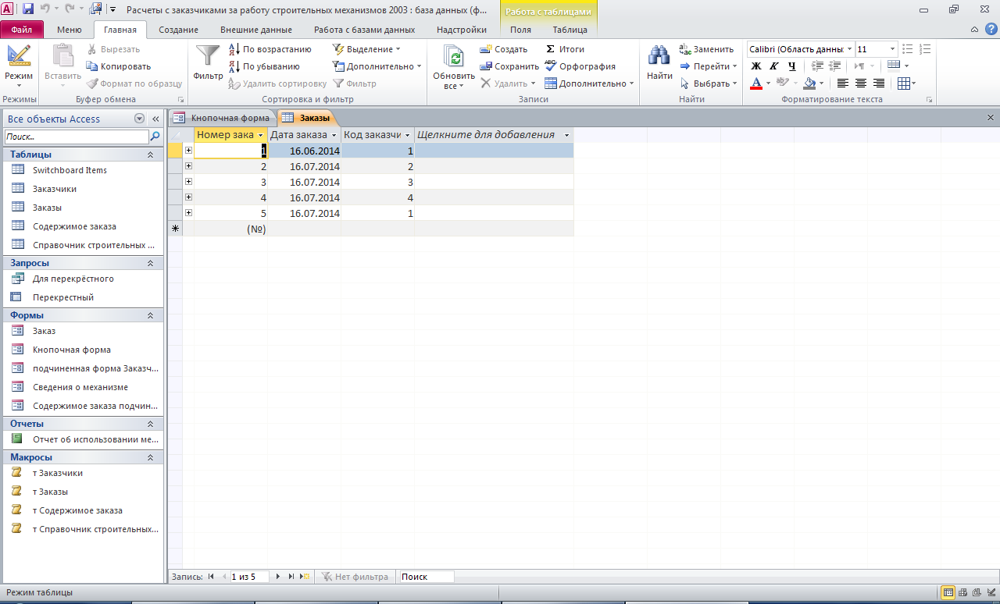 Расчеты с заказчиками за работу строительных механизмов 2003 : база данных (ф...
Работа с таблицами
Файл Меню Главная Создание Внешние данные Работа с базами данных Надстройки Поля Таблица
Режим
Режимы
Вставить
Вырезать
Копировать
Формат по образцу
Буфер обмена
Фильтр
По возрастанию
По убыванию
Удалить сортировку
Выделение
Дополнительно
Фильтр
Сортировка и фильтр
Обновить
все
Создать
Сохранить
Удалить
Итоги
Орфография
Дополнительно
Записи
Найти
Заменить
Перейти
Выбрать
Найти
Calibri (Область данны: 11
Ж К Ч
Форматирование текста
Все объекты Access
Поиск...
Таблицы
Switchboard Items
Заказчики
Заказы
Содержимое заказа
Справочник строительных ...
Запросы
Для перекрёстного
Перекрестный
Формы
Заказ
Кнопочная форма
подчиненная форма Заказч...
Сведения о механизме
Содержимое заказа подчин...
Отчеты
Отчет об использовании ме...
Макросы
т Заказчики
т Заказы
т Содержимое заказа
т Справочник строительных...
Кнопочная форма Заказы
Номер зака Дата заказа Код заказчи Щелкните для добавления
1 16.06.2014 1
2 16.07.2014 2
3 16.07.2014 3
4 16.07.2014 4
5 16.07.2014 1
(№)
Запись: 1 из 5 Нет фильтра Поиск
Режим таблицы